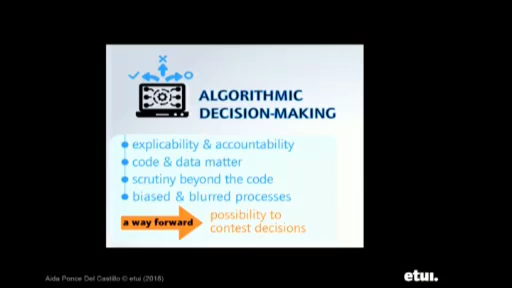 ALGORITHMIC
DECISION-MAKING
explicability & accountability
code & data matter
scrutiny beyond the code
biased & blurred processes
a way forward
possibility to
contest decisions
Aida Ponce Del Castillo © etui (2018)
etui.